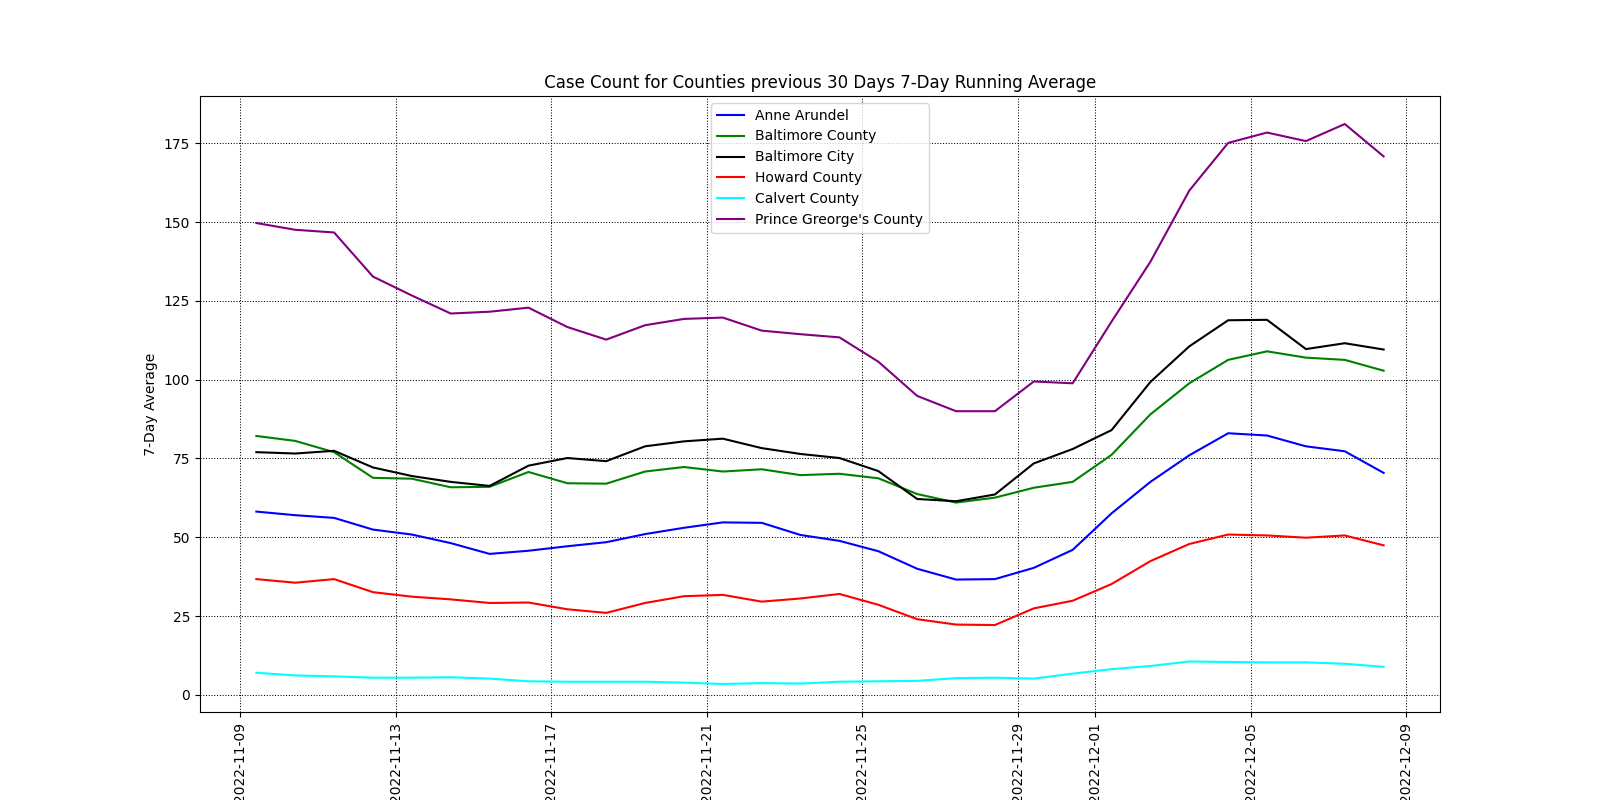 Case Count for Counties previous 30 Days 7-Day Running Average
Anne Arundel
Baltimore County
Baltimore City
Howard County
Calvert County
Prince Greorge's County
7-Day Average
175
150
125
100
75
50
25
0
2022-11-09
2022-11-13
2022-11-17
2022-11-21
2022-11-25
2022-11-29
2022-12-01
2022-12-05
2022-12-09